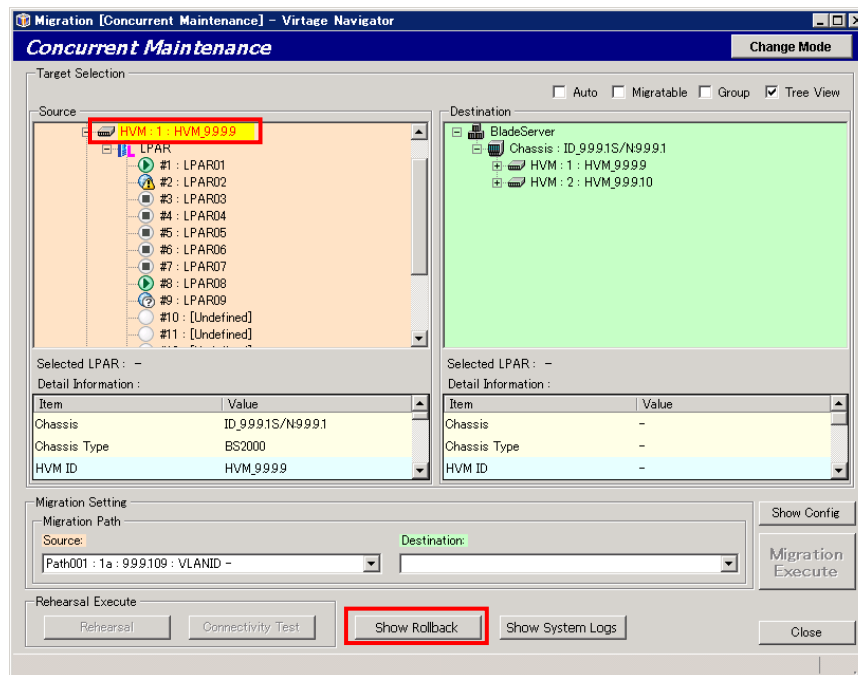 Migration [Concurrent Maintenance] - Virtage Navigator
Concurrent Maintenance
Change Mode
Target Selection
Auto Migratable Group Tree View
Source
HVM : 1 : HVM_9.9.9.9
LPAR
#1 : LPAR01
#2 : LPAR02
#3 : LPAR03
#4 : LPAR04
#5 : LPAR05
#6 : LPAR06
#7 : LPAR07
#8 : LPAR08
#9 : LPAR09
#10 : [Undefined]
#11 : [Undefined]
Selected LPAR : -
Detail Information :
Item Value
Chassis ID_9.9.9.1S/N:9.9.9.1
Chassis Type BS2000
HVM ID HVM_9.9.9.9
Destination
BladeServer
Chassis : ID_9.9.9.1S/N:9.9.9.1
HVM : 1 : HVM_9.9.9.9
HVM : 2 : HVM_9.9.9.10
Selected LPAR : -
Detail Information :
Item Value
Chassis -
Chassis Type -
HVM ID -
Migration Setting
Migration Path
Source:
Path001 : 1a : 9.9.9.109 : VLANID -
Destination:
Show Config
Migration
Execute
Rehearsal Execute
Rehearsal
Connectivity Test
Show Rollback
Show System Logs
Close